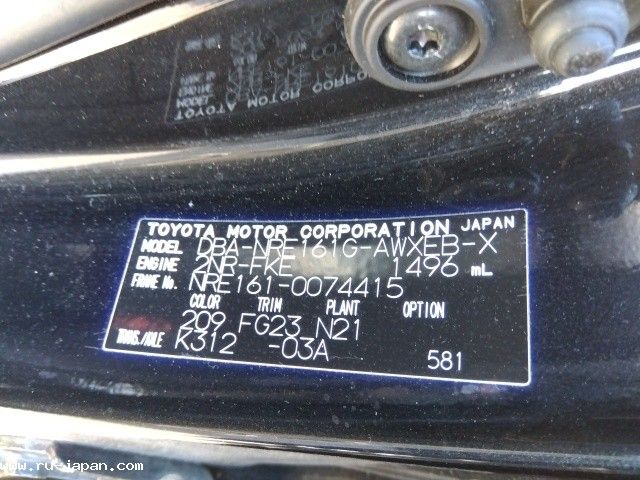 TOYOTA MOTOR CORPORATION JAPAN
MODEL DBA-NRE161G-AWXEB-X
ENGINE 2NR-FKE 1496 mL
FRAME No. NRE161-0074415
COLOR TRIM PLANT OPTION
209 FG23 N21
TRANS./AXLE K312 -03A 581
www.ru-japan.com